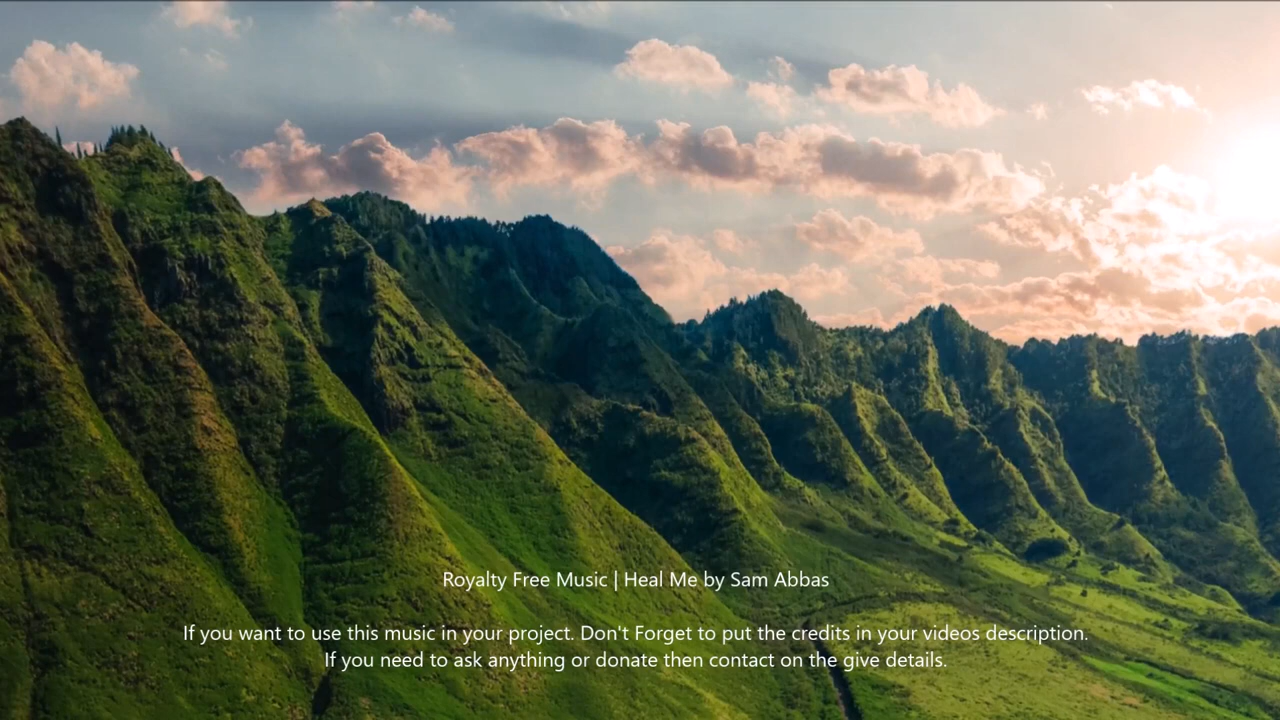 Royalty Free Music | Heal Me by Sam Abbas
If you want to use this music in your project. Don't Forget to put the credits in your videos description.
If you need to ask anything or donate then contact on the give details.